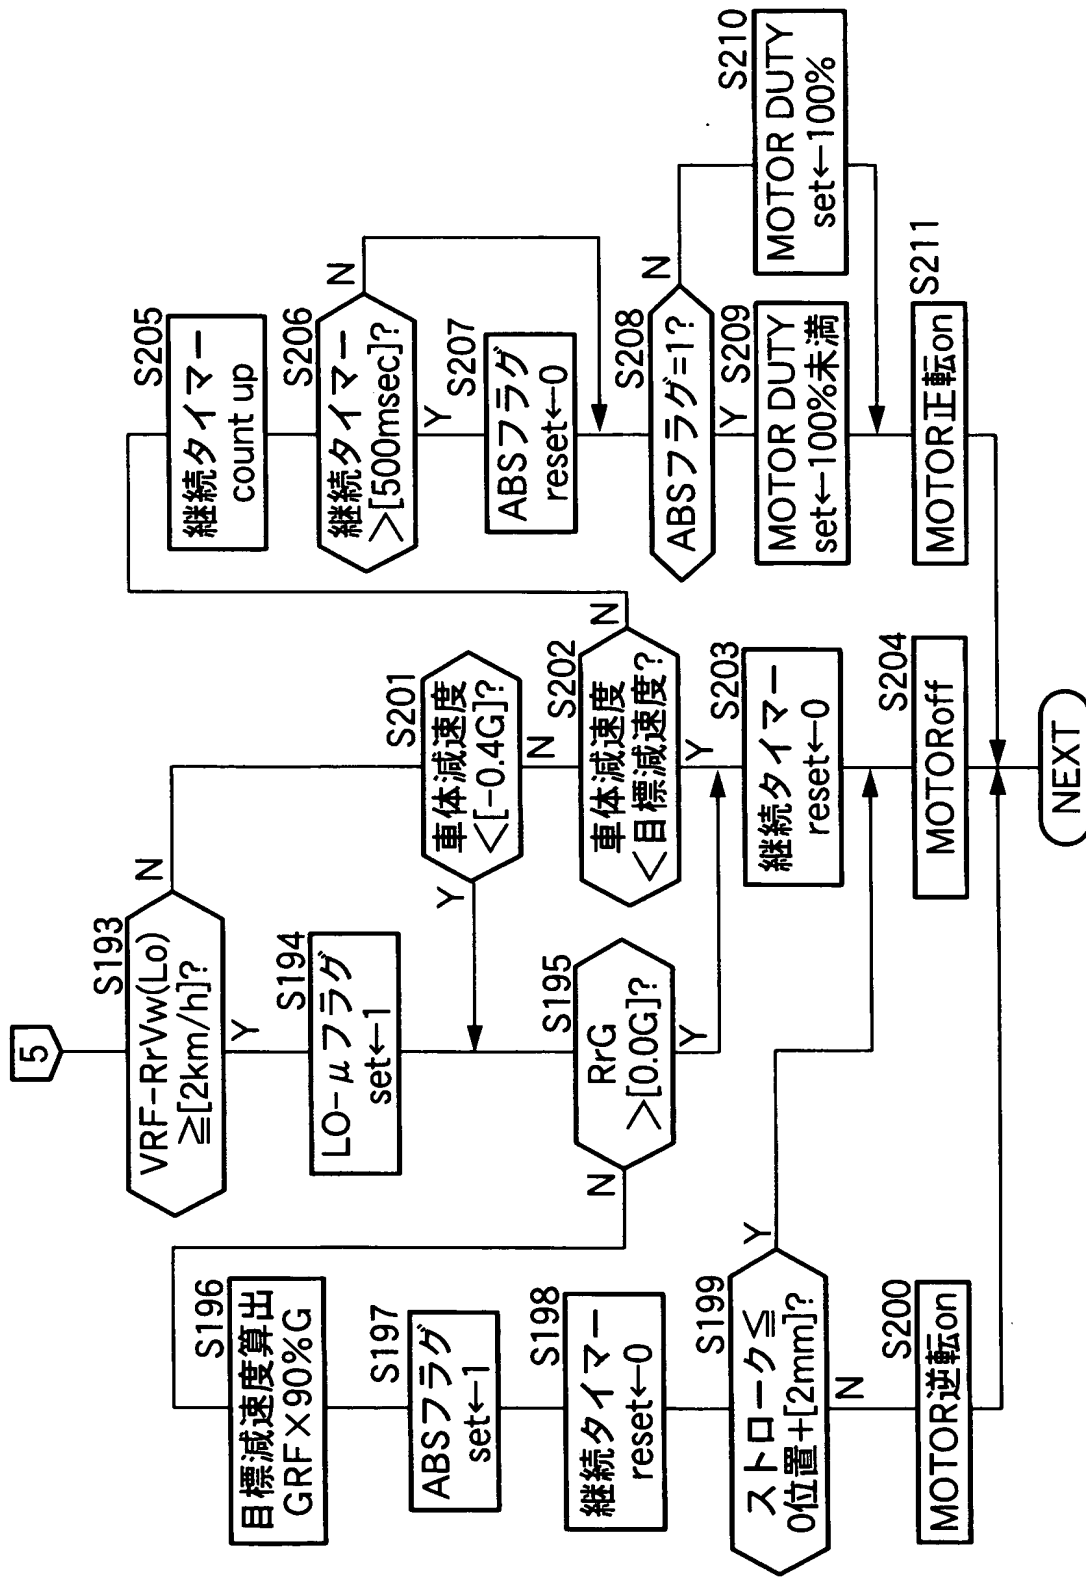 5
S193
VRF-RrVw(Lo)
≧[2km/h]?
Y
N
S194
LO-μフラグ
set←1
S195
RrG
>[0.0G]?
Y
N
S196
目標減速度算出
GRF×90%G
S197
ABSフラグ
set←1
S198
継続タイマー
reset←0
S199
ストローク≦
0位置+[2mm]?
Y
N
S200
MOTOR逆転on
S201
車体減速度
<[-0.4G]?
Y
N
S202
車体減速度
<目標減速度?
Y
N
S203
継続タイマー
reset←0
S204
MOTORoff
S205
継続タイマー
count up
S206
継続タイマー
>[500msec]?
Y
N
S207
ABSフラグ
reset←0
S208
ABSフラグ=1?
Y
N
S209
MOTOR DUTY
set←100%未満
S210
MOTOR DUTY
set←100%
S211
MOTOR正転on
NEXT